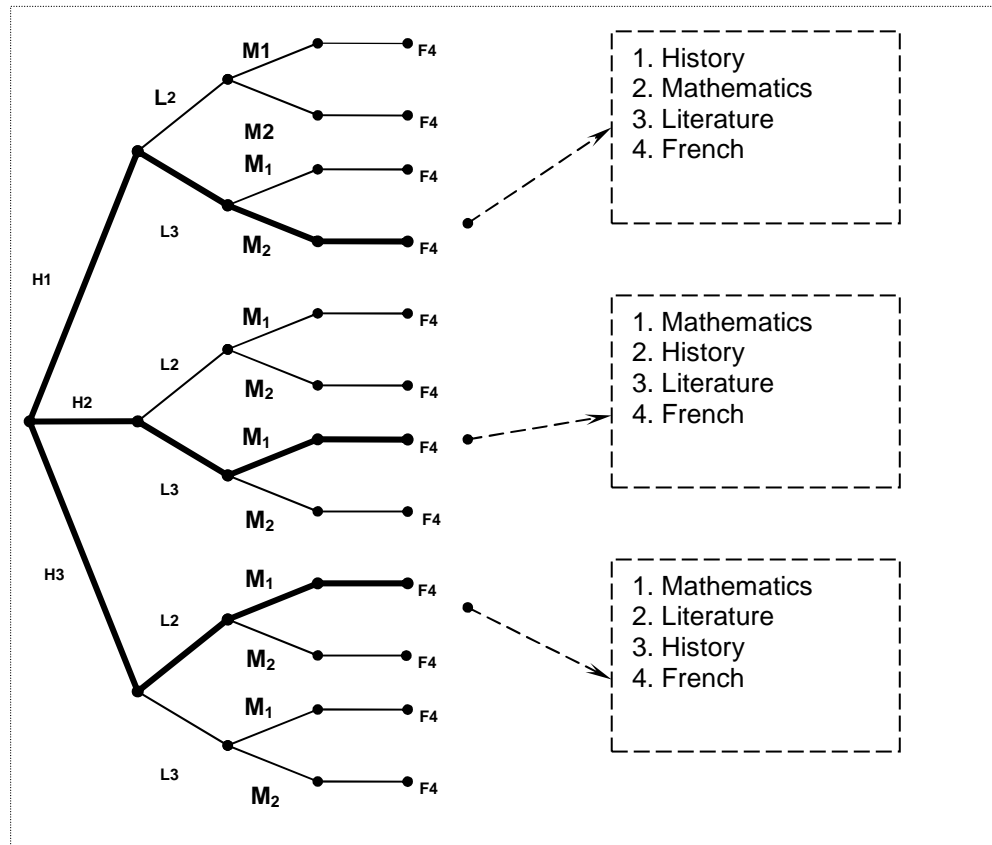 M1
F4
L2
F4
M2
M₁
F4
L3
M₂
F4
H1
M₁
F4
L2
M₂
F4
H2
M₁
F4
L3
M₂
F4
H3
M₁
F4
L2
M₂
F4
M₁
F4
L3
M₂
F4
1. History
2. Mathematics
3. Literature
4. French
1. Mathematics
2. History
3. Literature
4. French
1. Mathematics
2. Literature
3. History
4. French